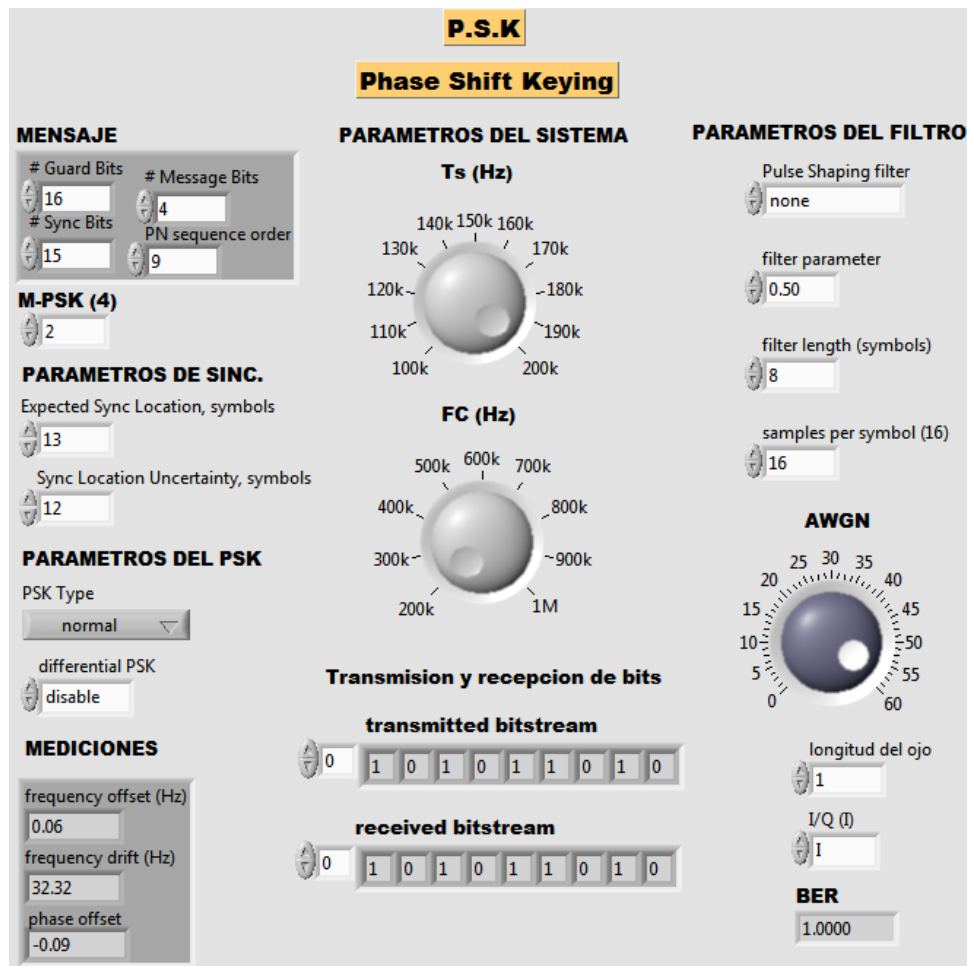 P.S.K
Phase Shift Keying
MENSAJE
# Guard Bits
16
# Message Bits
4
# Sync Bits
15
PN sequence order
9
M-PSK (4)
2
PARAMETROS DE SINC.
Expected Sync Location, symbols
13
Sync Location Uncertainty, symbols
12
PARAMETROS DEL PSK
PSK Type
normal
differential PSK
disable
MEDICIONES
frequency offset (Hz)
0.06
frequency drift (Hz)
32.32
phase offset
-0.09
PARAMETROS DEL SISTEMA
Ts (Hz)
100k
110k
120k
130k
140k
150k
160k
170k
180k
190k
200k
FC (Hz)
200k
300k
400k
500k
600k
700k
800k
900k
1M
Transmision y recepcion de bits
transmitted bitstream
0 1 0 1 0 1 1 0 1 0
received bitstream
0 1 0 1 0 1 1 0 1 0
PARAMETROS DEL FILTRO
Pulse Shaping filter
none
filter parameter
0.50
filter length (symbols)
8
samples per symbol (16)
16
AWGN
0
5
10
15
20
25
30
35
40
45
50
55
60
longitud del ojo
1
I/Q (I)
I
BER
1.0000